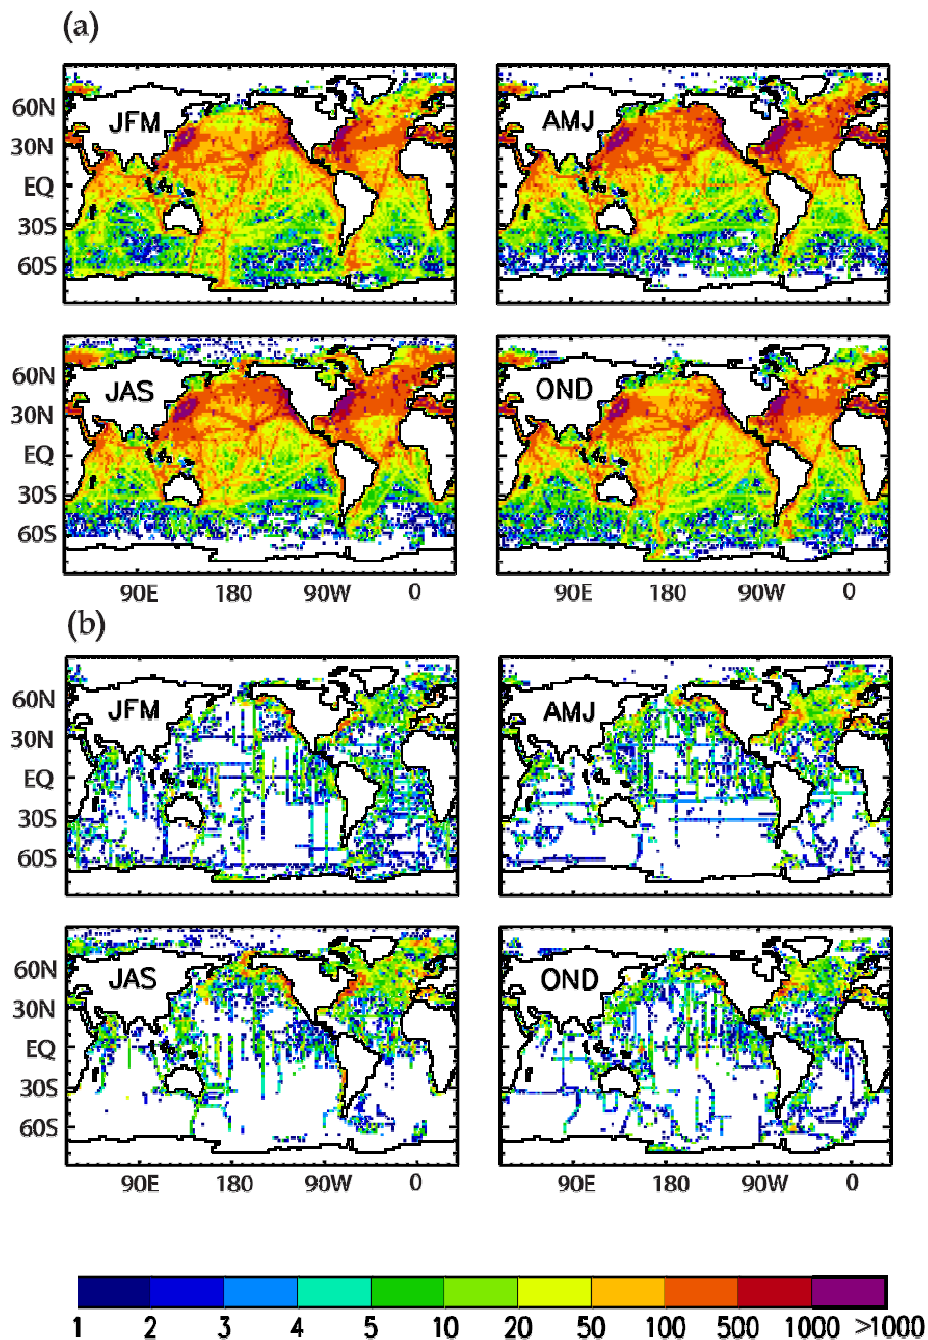 (a)
JFM AMJ
60N
30N
EQ
30S
60S
JAS OND
60N
30N
EQ
30S
60S
90E 180 90W 0 90E 180 90W 0
(b)
JFM AMJ
60N
30N
EQ
30S
60S
JAS OND
60N
30N
EQ
30S
60S
90E 180 90W 0 90E 180 90W 0
1 2 3 4 5 10 20 50 100 500 1000 >1000